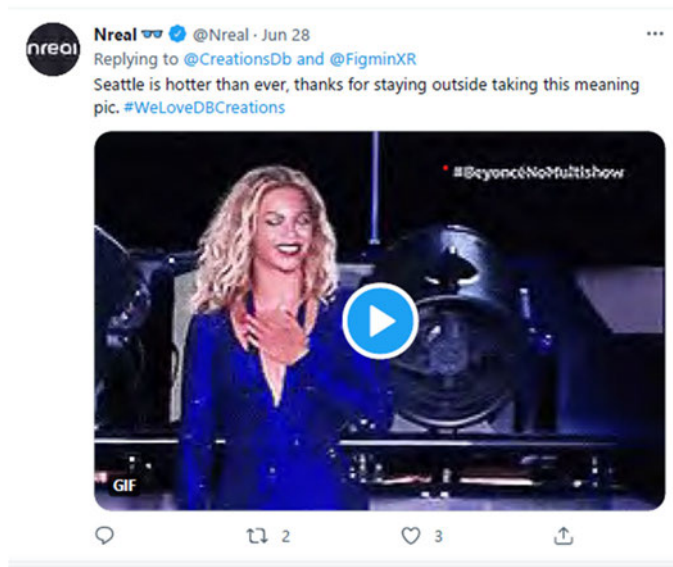 nreal
Nreal @Nreal · Jun 28
Replying to @CreationsDb and @FigminXR
Seattle is hotter than ever, thanks for staying outside taking this meaning
pic. #WeLoveDBCreations
#BeyoncéNoMultishow
GIF
2
3